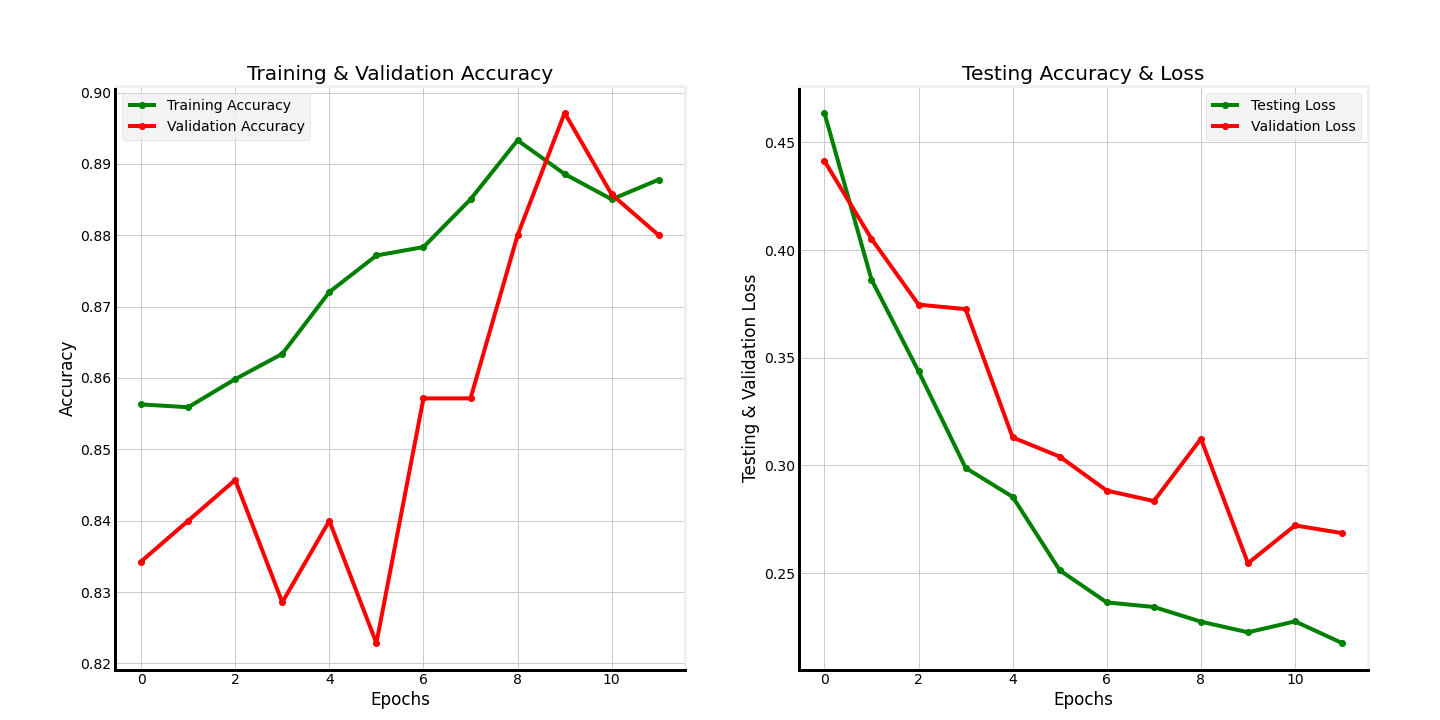 Training & Validation Accuracy
Training Accuracy
Validation Accuracy
Accuracy
0.90
0.89
0.88
0.87
0.86
0.85
0.84
0.83
0.82
0 2 4 6 8 10
Epochs
Testing Accuracy & Loss
Testing Loss
Validation Loss
Testing & Validation Loss
0.45
0.40
0.35
0.30
0.25
0 2 4 6 8 10
Epochs